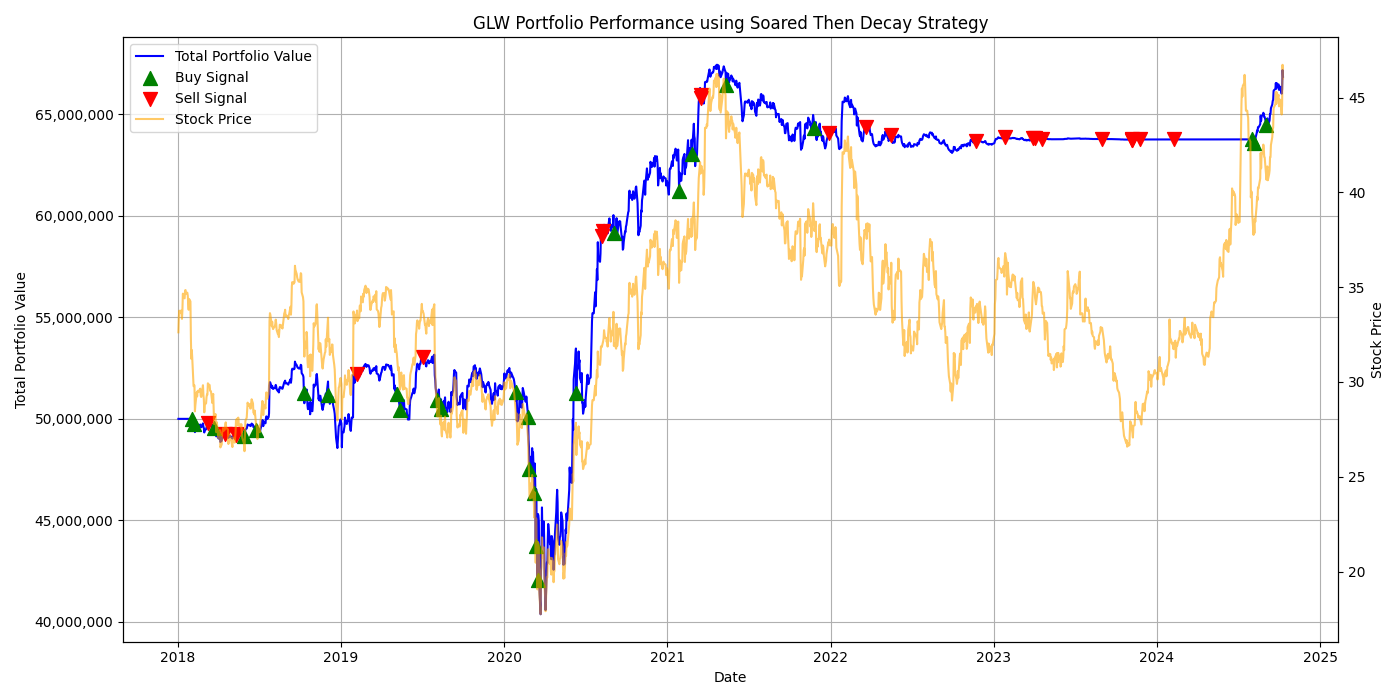 GLW Portfolio Performance using Soared Then Decay Strategy
Total Portfolio Value
Buy Signal
Sell Signal
Stock Price
65,000,000
60,000,000
55,000,000
50,000,000
45,000,000
40,000,000
Total Portfolio Value
45
40
35
30
25
20
Stock Price
2018
2019
2020
2021
2022
2023
2024
2025
Date